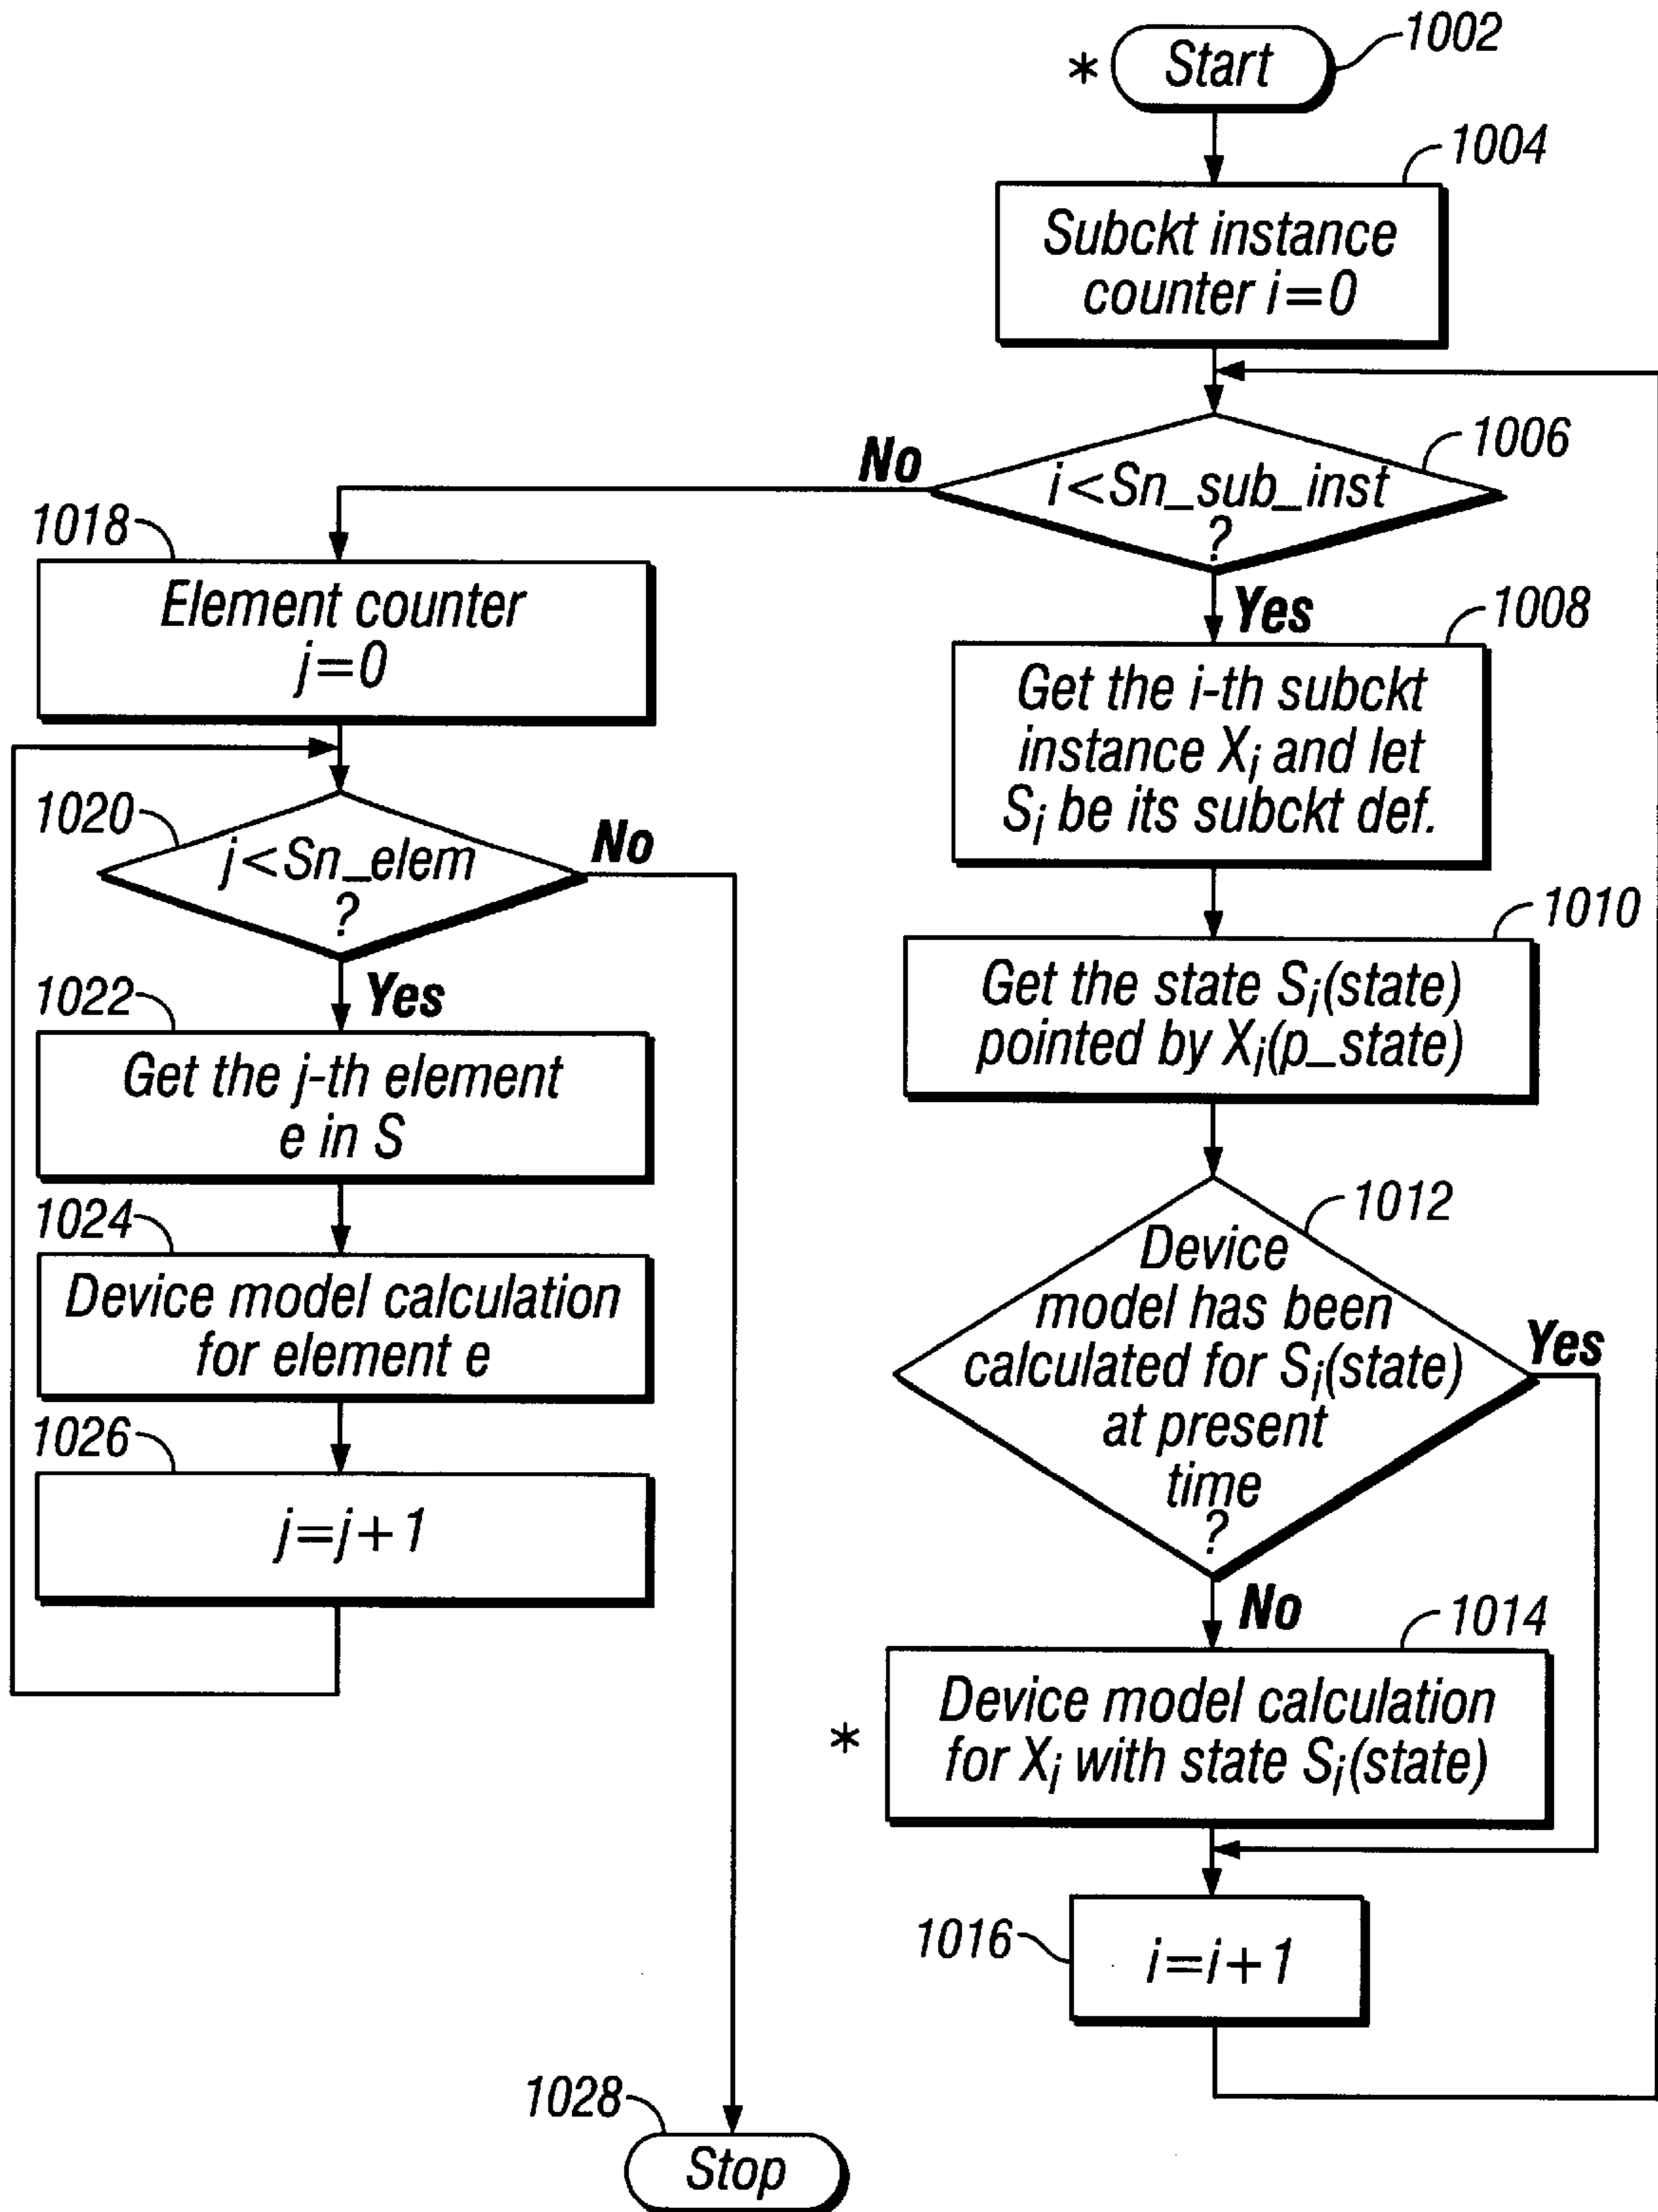 * Start
1002
1004
Subckt instance
counter i=0
1006
i<Sn_sub_inst
?
No
Yes
1008
Get the i-th subckt
instance Xi and let
Si be its subckt def.
1010
Get the state Si(state)
pointed by Xi(p_state)
1012
Device
model has been
calculated for Si(state)
at present
time
?
Yes
No
1014
* Device model calculation
for Xi with state Si(state)
1016
i=i+1
1018
Element counter
j=0
1020
j<Sn_elem
?
No
Yes
1022
Get the j-th element
e in S
1024
Device model calculation
for element e
1026
j=j+1
1028
Stop